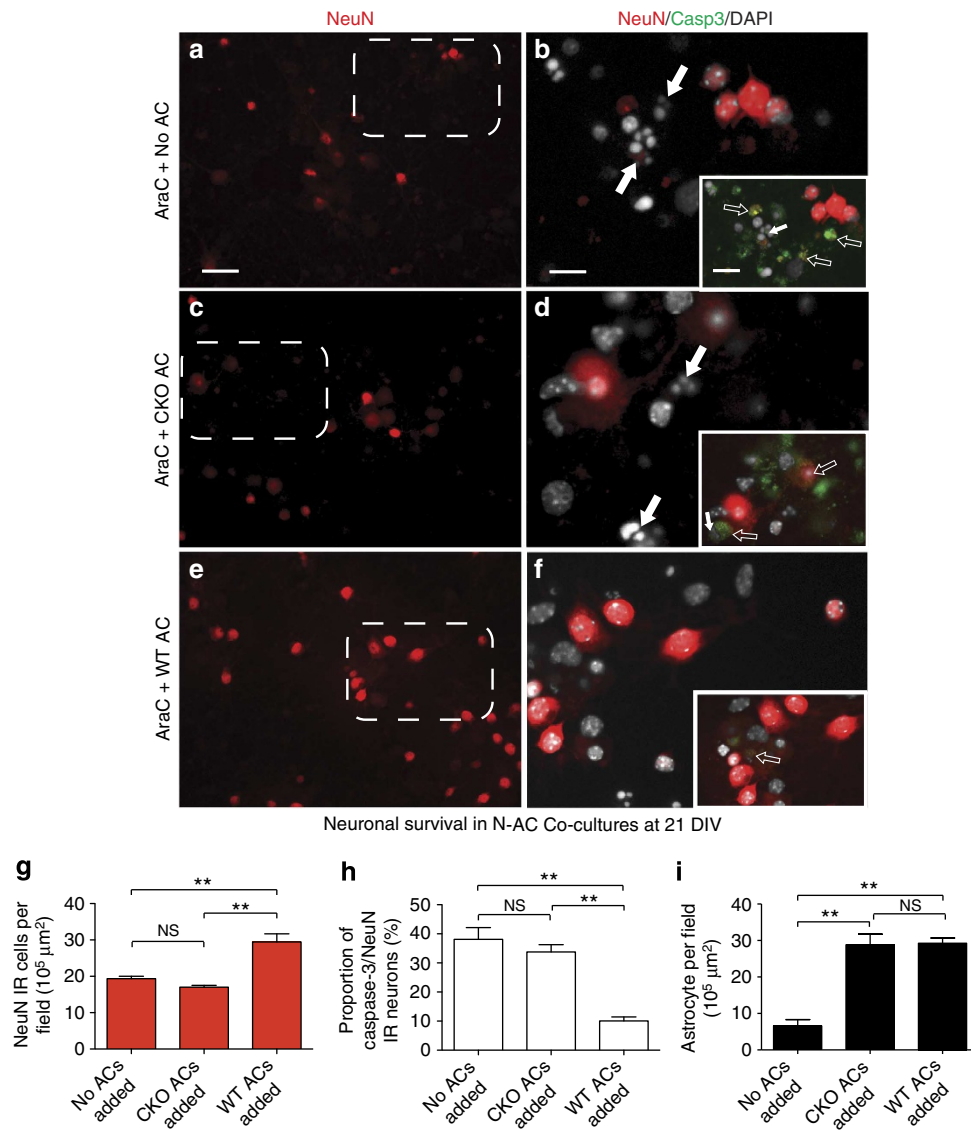 NeuN
NeuN/Casp3/DAPI
AraC + No AC
a
b
AraC + CKO AC
c
d
AraC + WT AC
e
f
Neuronal survival in N-AC Co-cultures at 21 DIV
g
NeuN IR cells per
field (10⁵ μm²)
40
30
20
10
0
**
**
NS
No ACs
added
CKO ACs
added
WT ACs
added
h
Proportion of
caspase-3/NeuN
IR neurons (%)
50
40
30
20
10
0
**
NS
**
No ACs
added
CKO ACs
added
WT ACs
added
i
Astrocyte per field
(10⁵ μm²)
40
30
20
10
0
**
**
NS
No ACs
added
CKO ACs
added
WT ACs
added